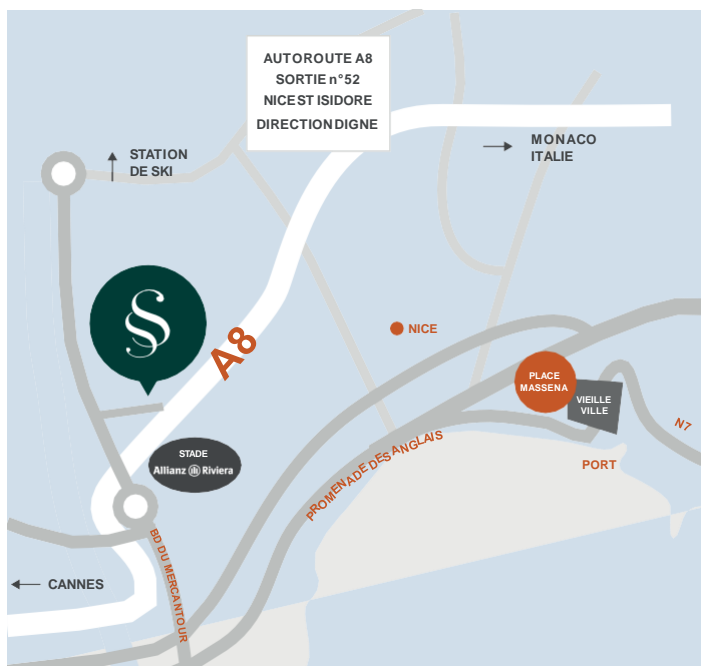 AUTOROUTE A8
SORTIE n°52
NICE ST ISIDORE
DIRECTION DIGNE
STATION
DE SKI
MONACO
ITALIE
A8
NICE
PLACE
MASSENA
VIEILLE
VILLE
N7
PORT
PROMENADE DES ANGLAIS
STADE
Allianz Riviera
BD DU MERCANTOUR
CANNES